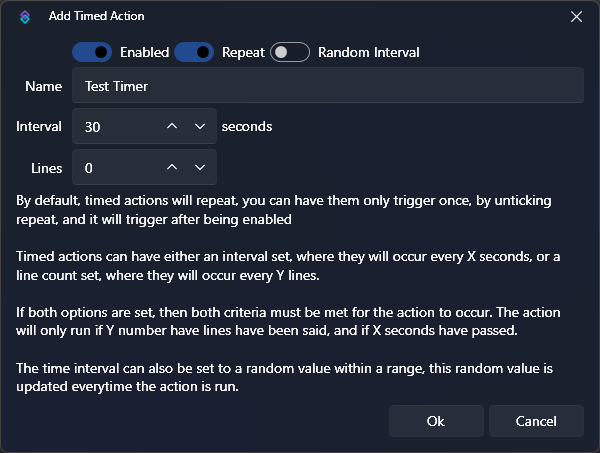 Add Timed Action
Enabled Repeat Random Interval
Name Test Timer
Interval 30 seconds
Lines 0
By default, timed actions will repeat, you can have them only trigger once, by unticking
repeat, and it will trigger after being enabled
Timed actions can have either an interval set, where they will occur every X seconds, or a
line count set, where they will occur every Y lines.
If both options are set, then both criteria must be met for the action to occur. The action
will only run if Y number have lines have been said, and if X seconds have passed.
The time interval can also be set to a random value within a range, this random value is
updated everytime the action is run.
Ok Cancel